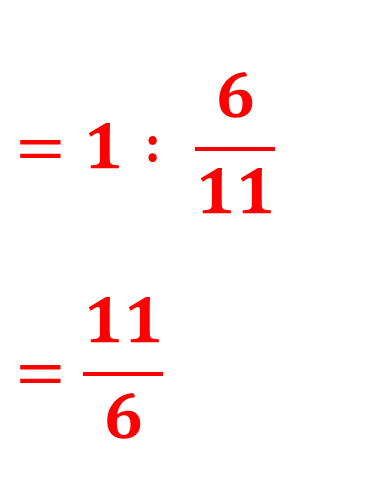 = 1 : 6/11
= 11/6